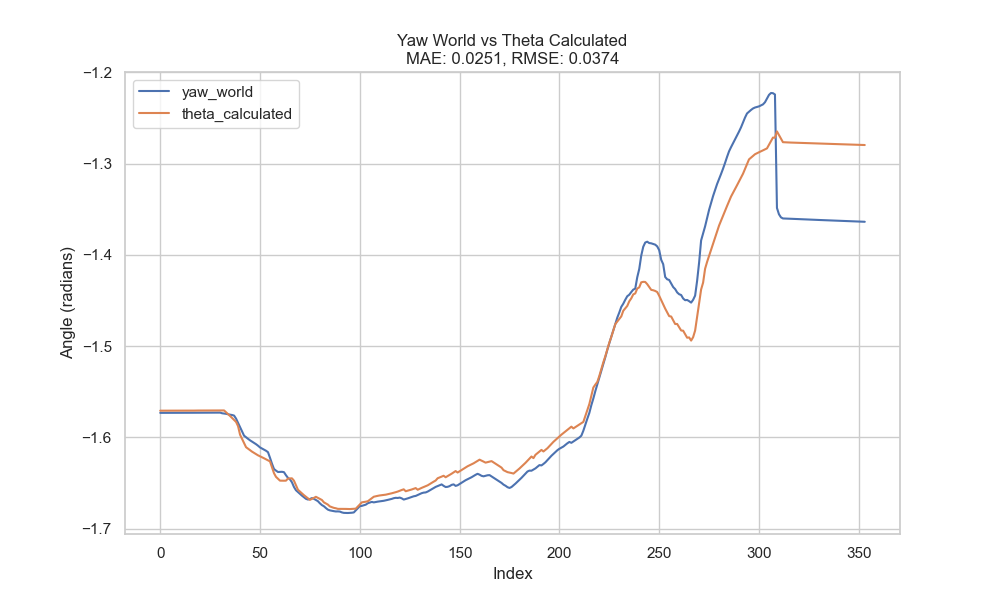 Yaw World vs Theta Calculated
MAE: 0.0251, RMSE: 0.0374
yaw_world
theta_calculated
Angle (radians)
−1.2
−1.3
−1.4
−1.5
−1.6
−1.7
0 50 100 150 200 250 300 350
Index